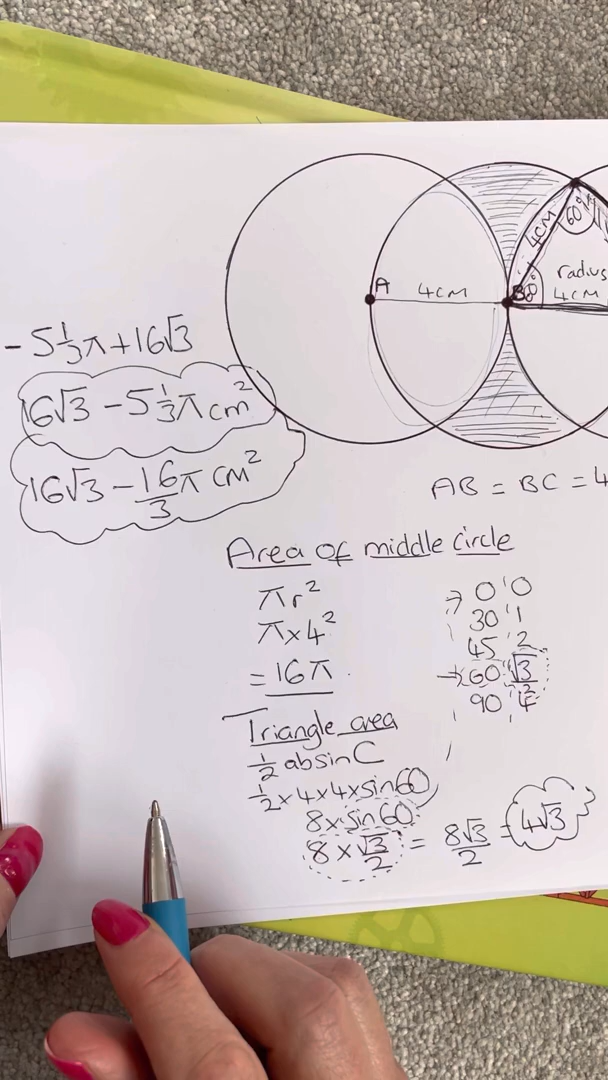 A
4CM
B
4CM
60°
radius
4CM
-5⅓π+16√3
16√3 -5⅓π cm²
16√3 -16/3 π cm²
AB = BC = 4
Area of middle circle
πr²
π×4²
= 16π
→ 0 0
30 1
45 2
→ 60 √3/2
90 4
Triangle area
½ absinC
½×4×4×sin60
8×sin60
8 × √3/2 = 8√3/2 = 4√3